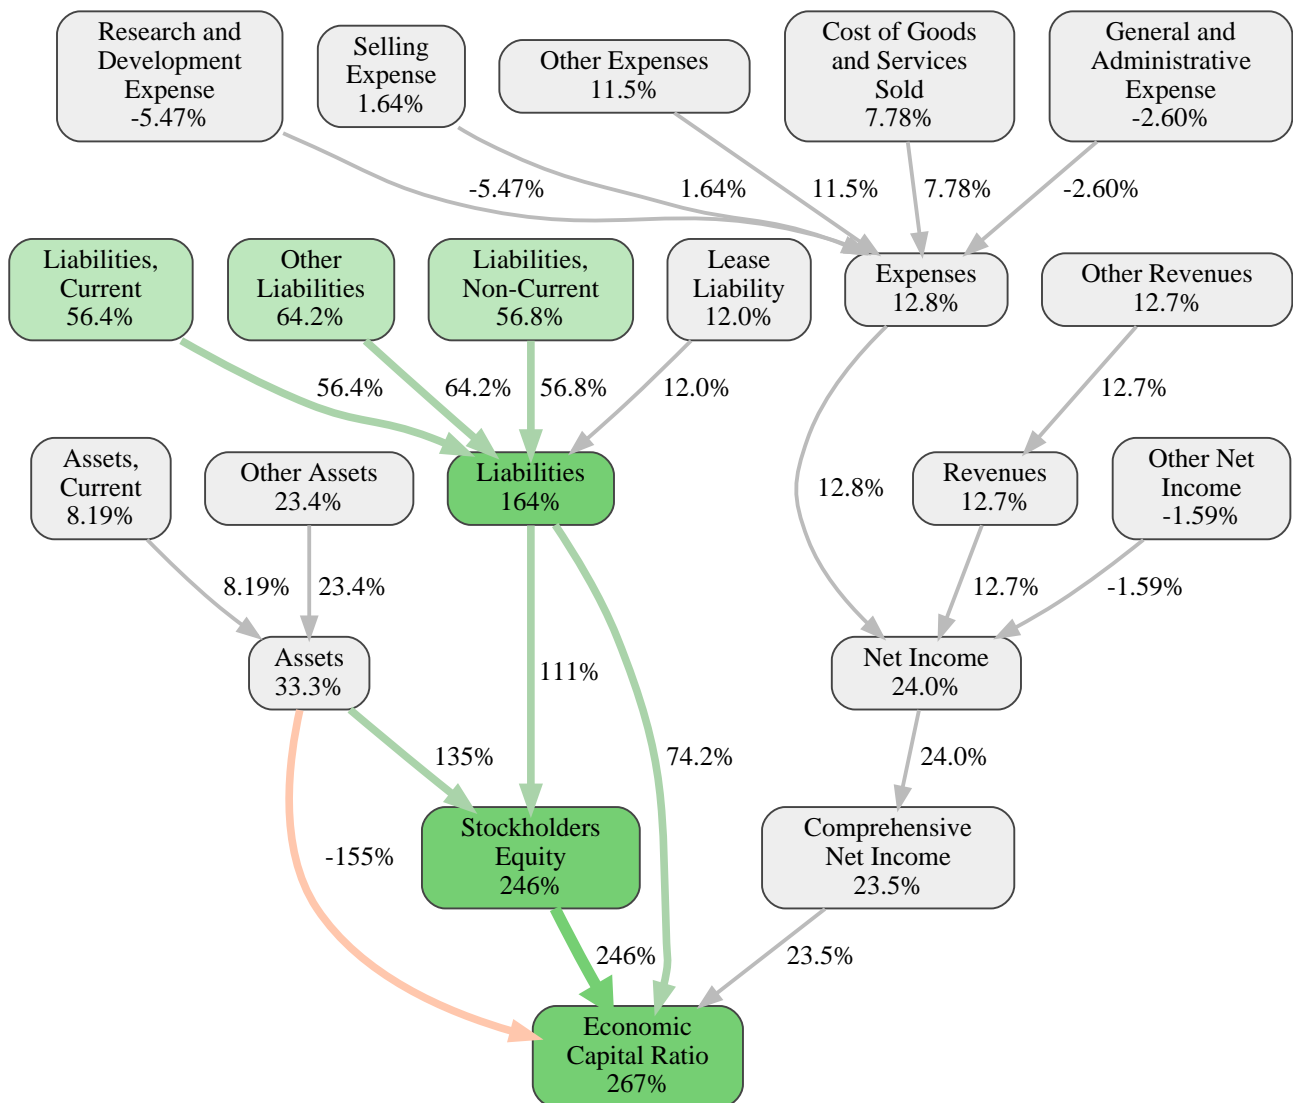 Research and
Development
Expense
-5.47%
Selling
Expense
1.64%
Other Expenses
11.5%
Cost of Goods
and Services
Sold
7.78%
General and
Administrative
Expense
-2.60%
-5.47%
1.64%
11.5%
7.78%
-2.60%
Liabilities,
Current
56.4%
Other
Liabilities
64.2%
Liabilities,
Non-Current
56.8%
Lease
Liability
12.0%
Expenses
12.8%
Other Revenues
12.7%
56.4%
64.2%
56.8%
12.0%
12.7%
Assets,
Current
8.19%
Other Assets
23.4%
Liabilities
164%
12.8%
Revenues
12.7%
Other Net
Income
-1.59%
8.19%
23.4%
12.7%
-1.59%
Assets
33.3%
111%
Net Income
24.0%
135%
74.2%
24.0%
-155%
Stockholders
Equity
246%
Comprehensive
Net Income
23.5%
246%
23.5%
Economic
Capital Ratio
267%